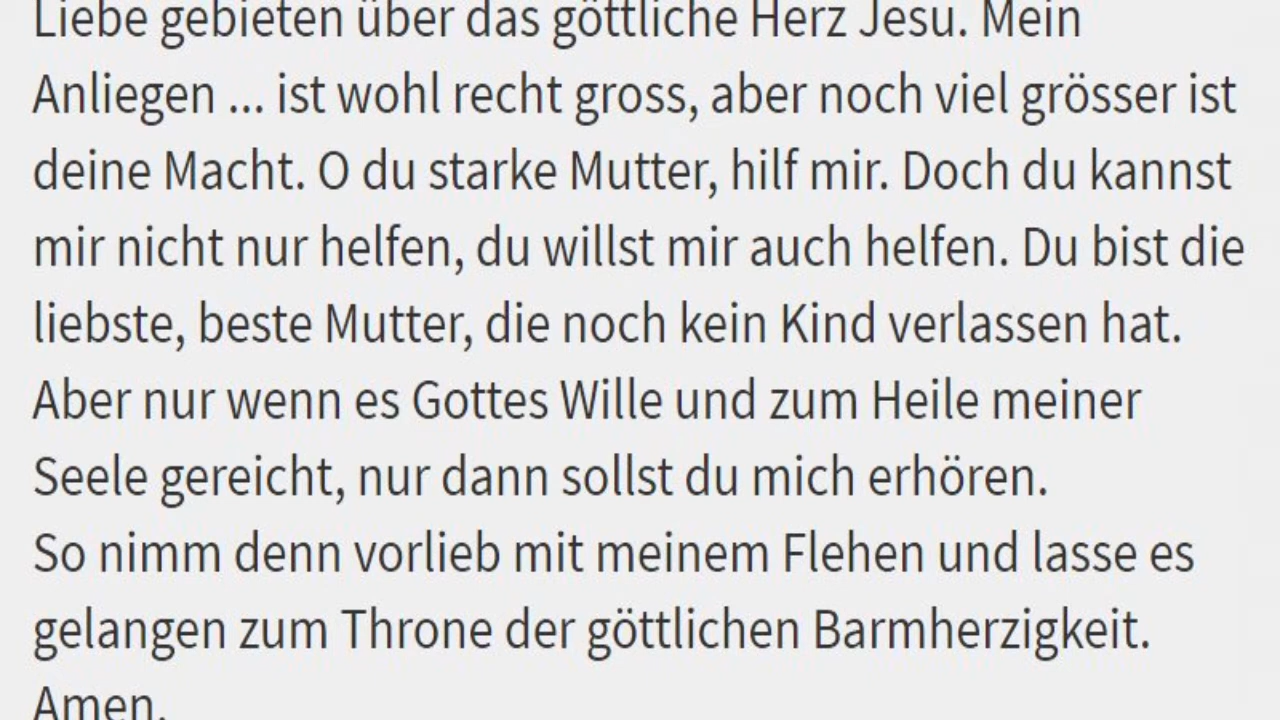 Liebe gebieten über das göttliche Herz Jesu. Mein
Anliegen ... ist wohl recht gross, aber noch viel grösser ist
deine Macht. O du starke Mutter, hilf mir. Doch du kannst
mir nicht nur helfen, du willst mir auch helfen. Du bist die
liebste, beste Mutter, die noch kein Kind verlassen hat.
Aber nur wenn es Gottes Wille und zum Heile meiner
Seele gereicht, nur dann sollst du mich erhören.
So nimm denn vorlieb mit meinem Flehen und lasse es
gelangen zum Throne der göttlichen Barmherzigkeit.
Amen.